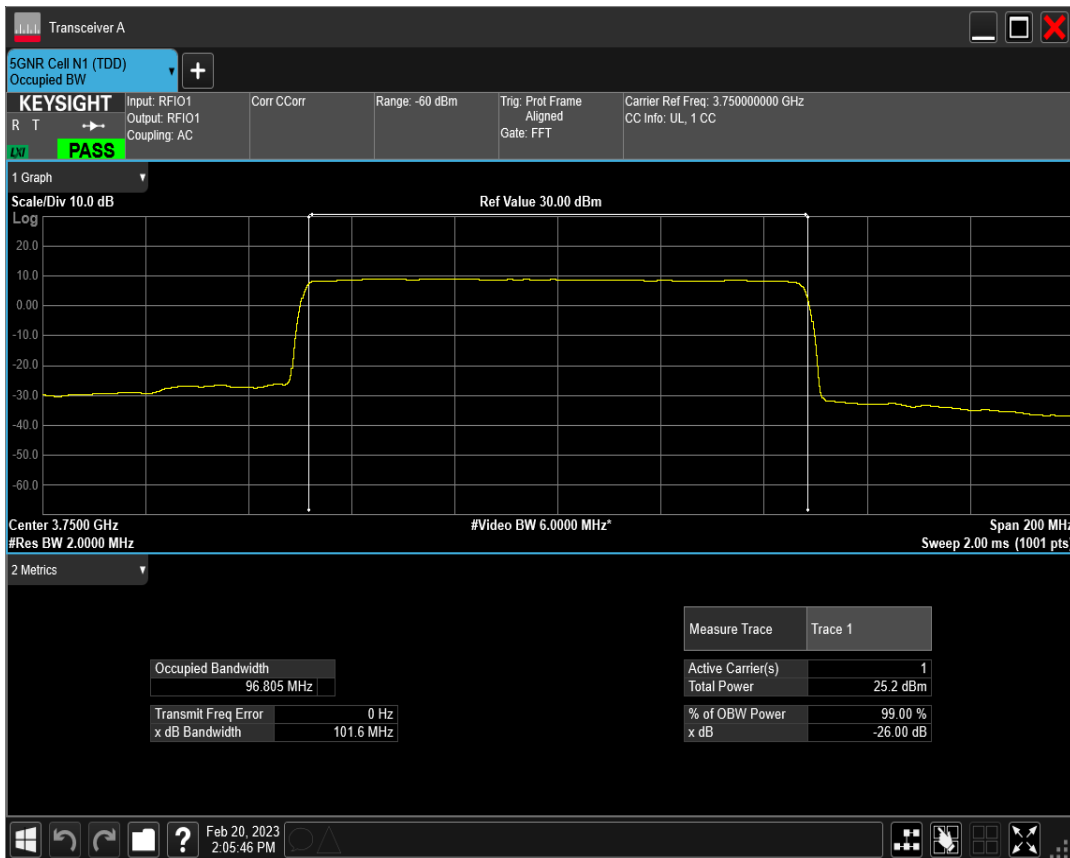 Transceiver A
5GNR Cell N1 (TDD)
Occupied BW
+
KEYSIGHT
R T
LXI
PASS
Input: RFIO1
Output: RFIO1
Coupling: AC
Corr CCorr
Range: -60 dBm
Trig: Prot Frame
Aligned
Gate: FFT
Carrier Ref Freq: 3.750000000 GHz
CC Info: UL, 1 CC
1 Graph
Scale/Div 10.0 dB
Ref Value 30.00 dBm
Log
20.0
10.0
0.00
-10.0
-20.0
-30.0
-40.0
-50.0
-60.0
Center 3.7500 GHz
#Video BW 6.0000 MHz*
Span 200 MHz
#Res BW 2.0000 MHz
Sweep 2.00 ms (1001 pts)
2 Metrics
Measure Trace Trace 1
Occupied Bandwidth
96.805 MHz
Active Carrier(s) 1
Total Power 25.2 dBm
Transmit Freq Error 0 Hz
x dB Bandwidth 101.6 MHz
% of OBW Power 99.00 %
x dB -26.00 dB
?
Feb 20, 2023
2:05:46 PM